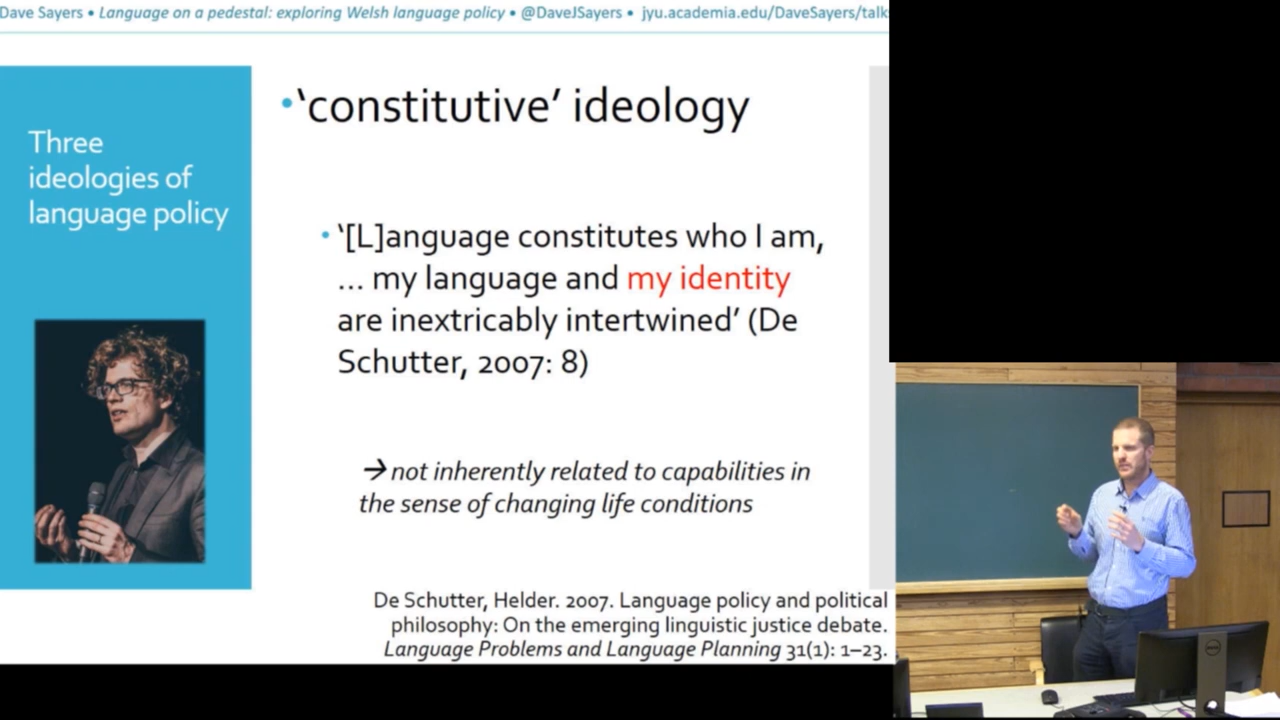 Dave Sayers • Language on a pedestal: exploring Welsh language policy • @DaveJSayers • jyu.academia.edu/DaveSayers/talk
Three
ideologies of
language policy
•‘constitutive’ ideology
• ‘[L]anguage constitutes who I am,
... my language and my identity
are inextricably intertwined’ (De
Schutter, 2007: 8)
→ not inherently related to capabilities in
the sense of changing life conditions
De Schutter, Helder. 2007. Language policy and political
philosophy: On the emerging linguistic justice debate.
Language Problems and Language Planning 31(1): 1–23.
DELL